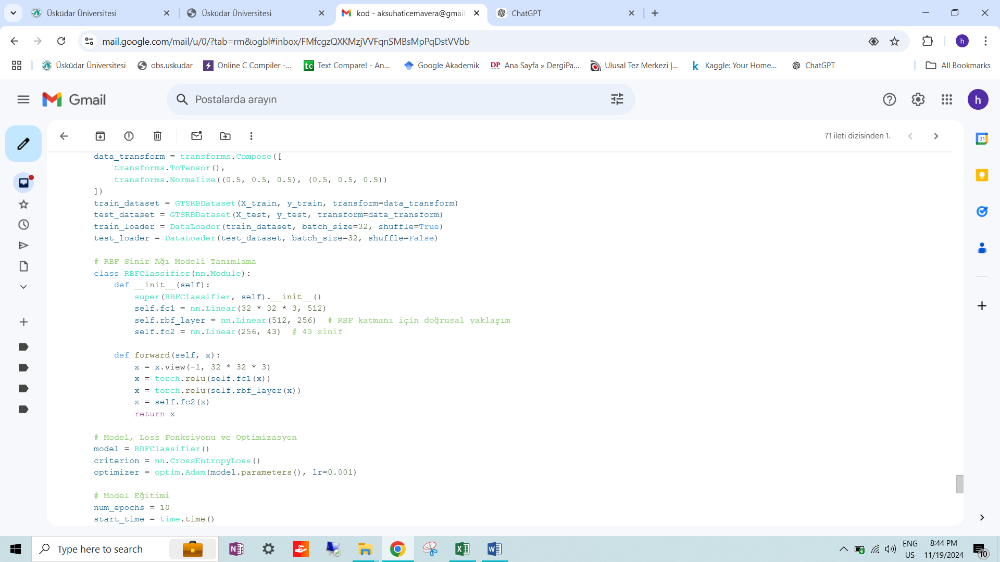 Üsküdar Üniversitesi
Üsküdar Üniversitesi
kod - aksuhaticemavera@gmail
ChatGPT
mail.google.com/mail/u/0/?tab=rm&ogbl#inbox/FMfcgzQXKMzjVVFqnSMBsMpPqDstVVbb
h
Üsküdar Üniversitesi
obs.uskudar
Online C Compiler -...
tc
Text Compare! - An...
Google Akademik
DP
Ana Sayfa » DergiPa...
Ulusal Tez Merkezi |...
k
Kaggle: Your Home...
ChatGPT
All Bookmarks
Gmail
Postalarda arayın
h
71 ileti dizisinden 1.
31
data_transform = transforms.Compose([
    transforms.ToTensor(),
    transforms.Normalize((0.5, 0.5, 0.5), (0.5, 0.5, 0.5))
])
train_dataset = GTSRBDataset(X_train, y_train, transform=data_transform)
test_dataset = GTSRBDataset(X_test, y_test, transform=data_transform)
train_loader = DataLoader(train_dataset, batch_size=32, shuffle=True)
test_loader = DataLoader(test_dataset, batch_size=32, shuffle=False)
# RBF Sinir Ağı Modeli Tanımlama
class RBFClassifier(nn.Module):
    def __init__(self):
        super(RBFClassifier, self).__init__()
        self.fc1 = nn.Linear(32 * 32 * 3, 512)
        self.rbf_layer = nn.Linear(512, 256)  # RBF katmanı için doğrusal yaklaşım
        self.fc2 = nn.Linear(256, 43)  # 43 sinif
    def forward(self, x):
        x = x.view(-1, 32 * 32 * 3)
        x = torch.relu(self.fc1(x))
        x = torch.relu(self.rbf_layer(x))
        x = self.fc2(x)
        return x
# Model, Loss Fonksiyonu ve Optimizasyon
model = RBFClassifier()
criterion = nn.CrossEntropyLoss()
optimizer = optim.Adam(model.parameters(), lr=0.001)
# Model Eğitimi
num_epochs = 10
start_time = time.time()
Type here to search
N
X
W
ENG
US
8:44 PM
11/19/2024
10